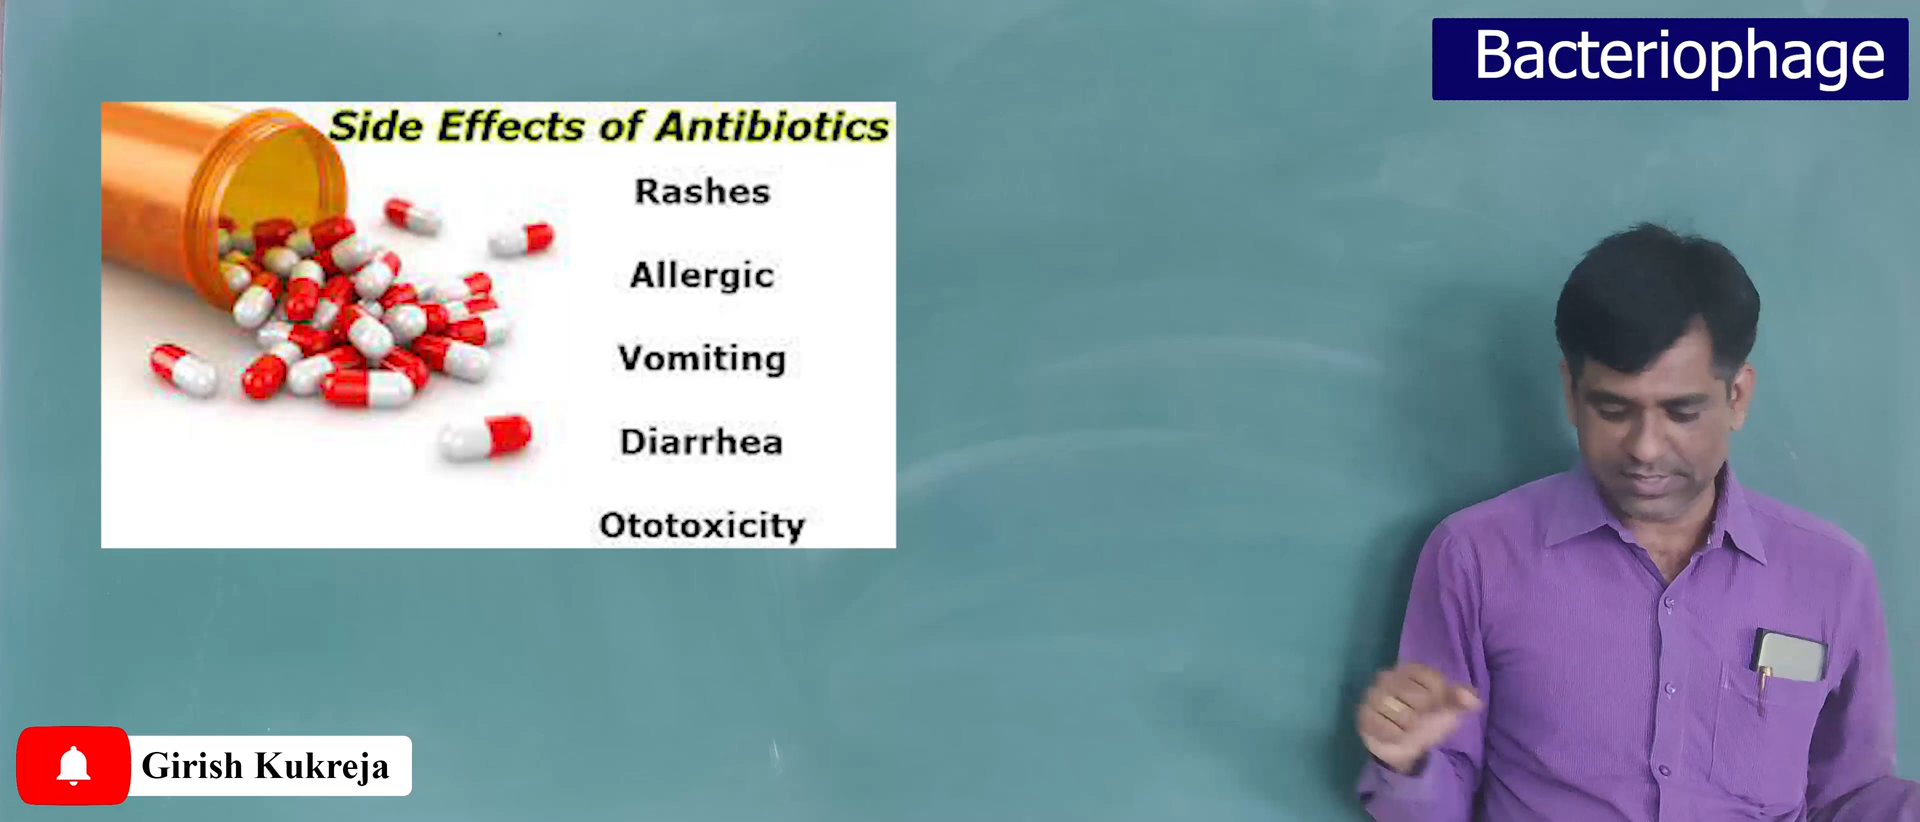 Bacteriophage
Side Effects of Antibiotics
Rashes
Allergic
Vomiting
Diarrhea
Ototoxicity
Girish Kukreja